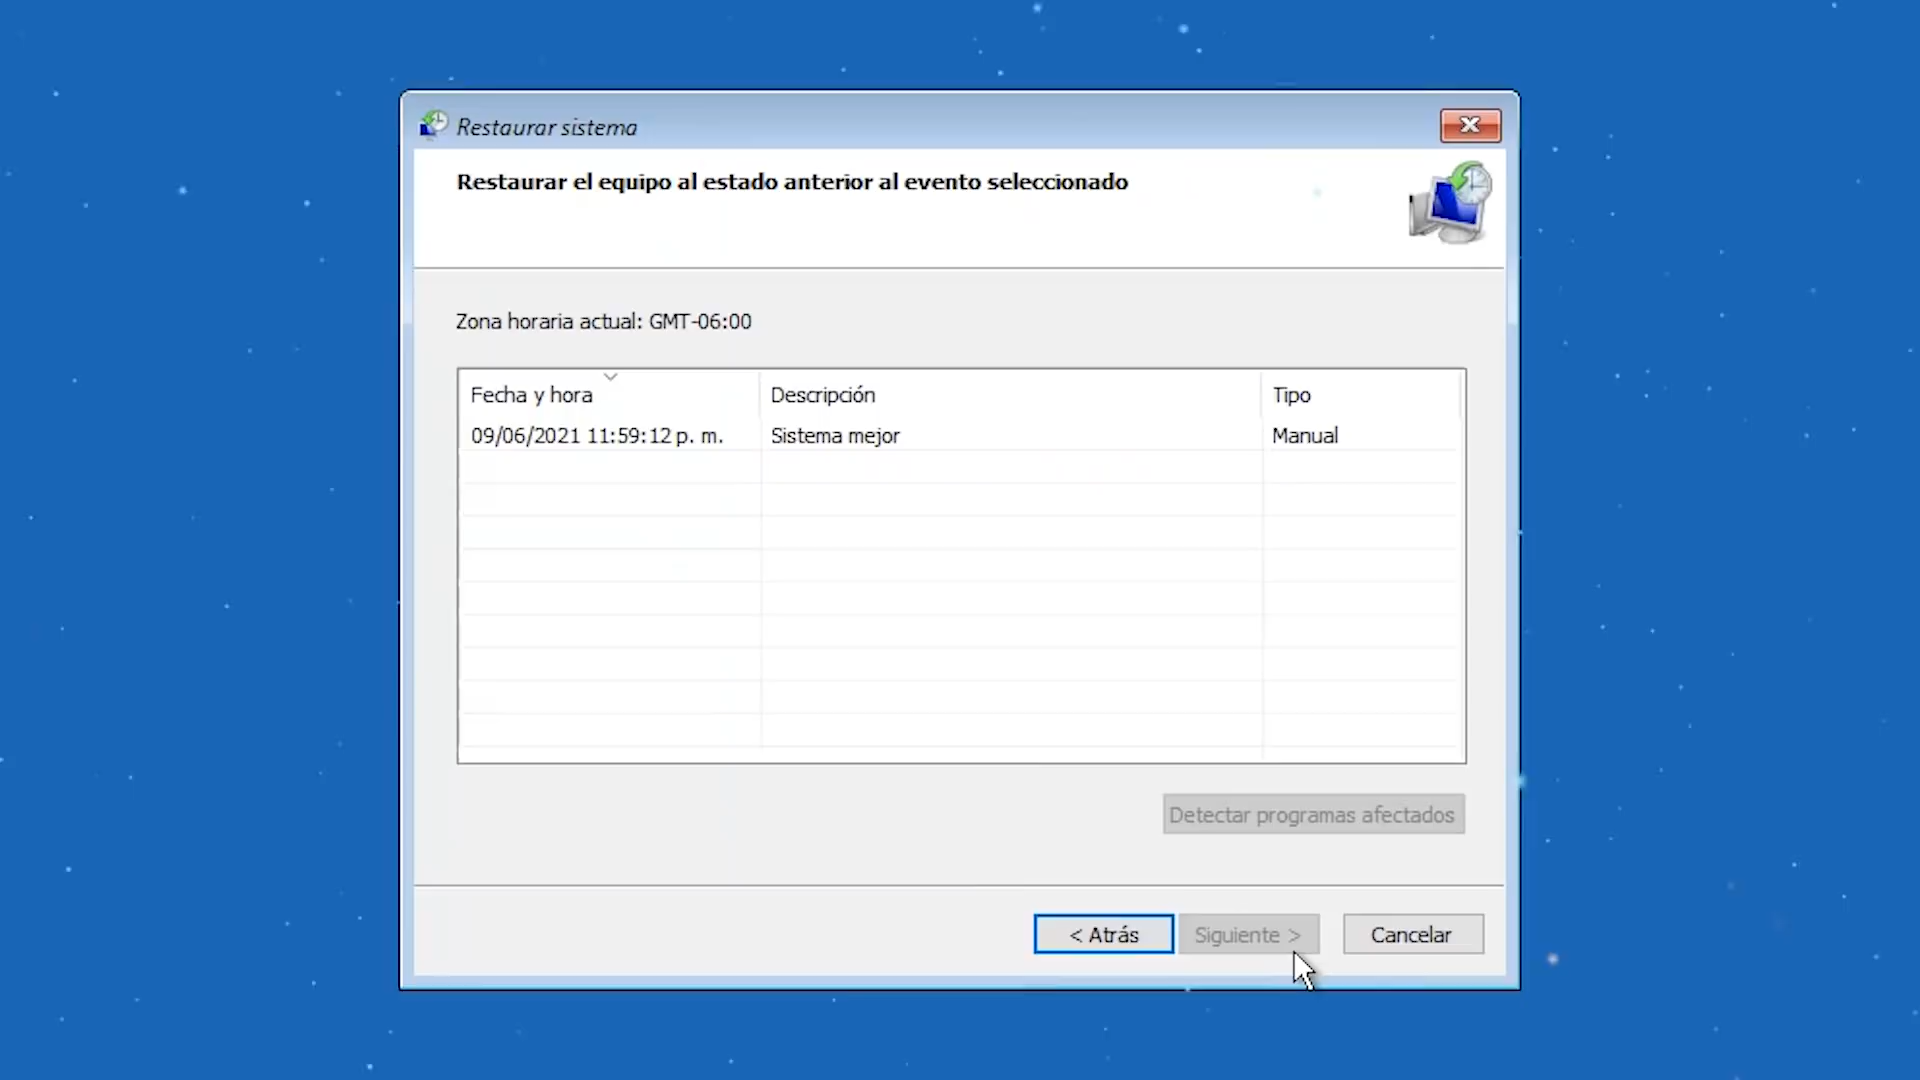 Restaurar sistema
Restaurar el equipo al estado anterior al evento seleccionado
Zona horaria actual: GMT-06:00
Fecha y hora Descripción Tipo
09/06/2021 11:59:12 p. m. Sistema mejor Manual
Detectar programas afectados
< Atrás Siguiente > Cancelar